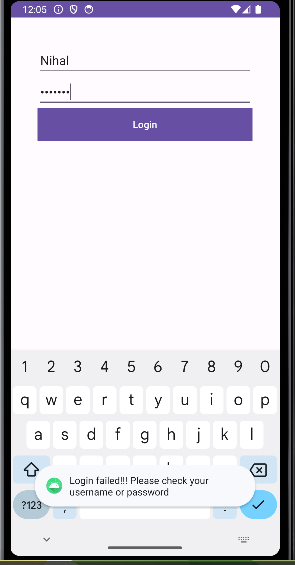 12:05
Nihal
•••••••
Login
1 2 3 4 5 6 7 8 9 0
q w e r t y u i o p
a s d f g h j k l
Login failed!!! Please check your
username or password
?123 , .